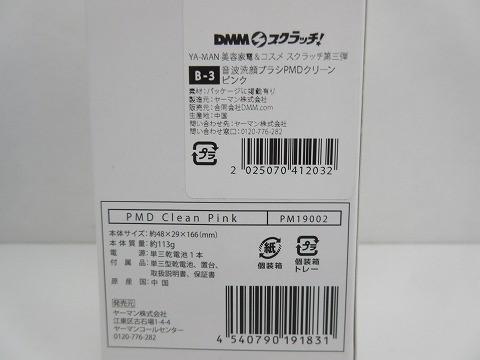 DMMスクラッチ!
YA-MAN 美容家電&コスメ スクラッチ第三弾
B-3 音波洗顔ブラシPMDクリーン
ピンク
素材:パッケージに掲載有り
製造元:ヤーマン株式会社
販売元:合同会社DMM.com
生産国:中国
問い合わせ先:ヤーマン株式会社
問い合わせ窓口:0120-776-282
プラ
2 025070 412032
PMD Clean Pink PM19002
本体サイズ:約48×29×166(mm)
本体質量:約113g
電源:単三乾電池1本
付属品:単三型乾電池、置台、
取扱説明書、保証書
原産国:中国
紙 プラ
個装箱 個装箱
トレー
発売元
ヤーマン株式会社
江東区古石場1-4-4
ヤーマンコールセンター
0120-776-282
4 540790 191831